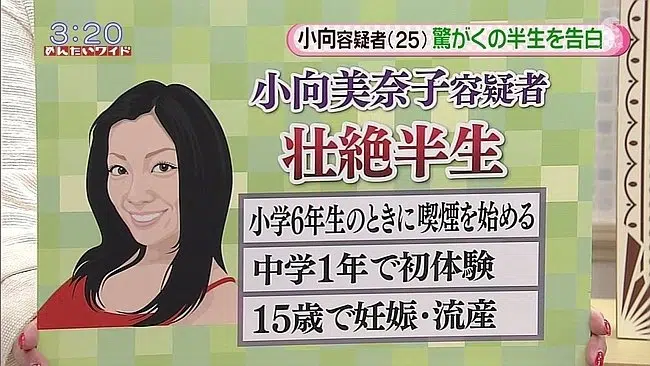 3:20
めんたいワイド
小向容疑者(25)驚がくの半生を告白
小向美奈子容疑者
壮絶半生
小学6年生のときに喫煙を始める
中学1年で初体験
15歳で妊娠・流産